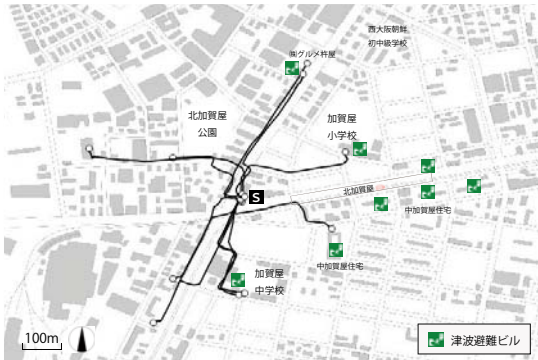 西大阪朝鮮
初中級学校
㈱グルメ杵屋
北加賀屋
公園
加賀屋
小学校
S
北加賀屋
中加賀屋住宅
中加賀屋住宅
加賀屋
中学校
100m
津波避難ビル